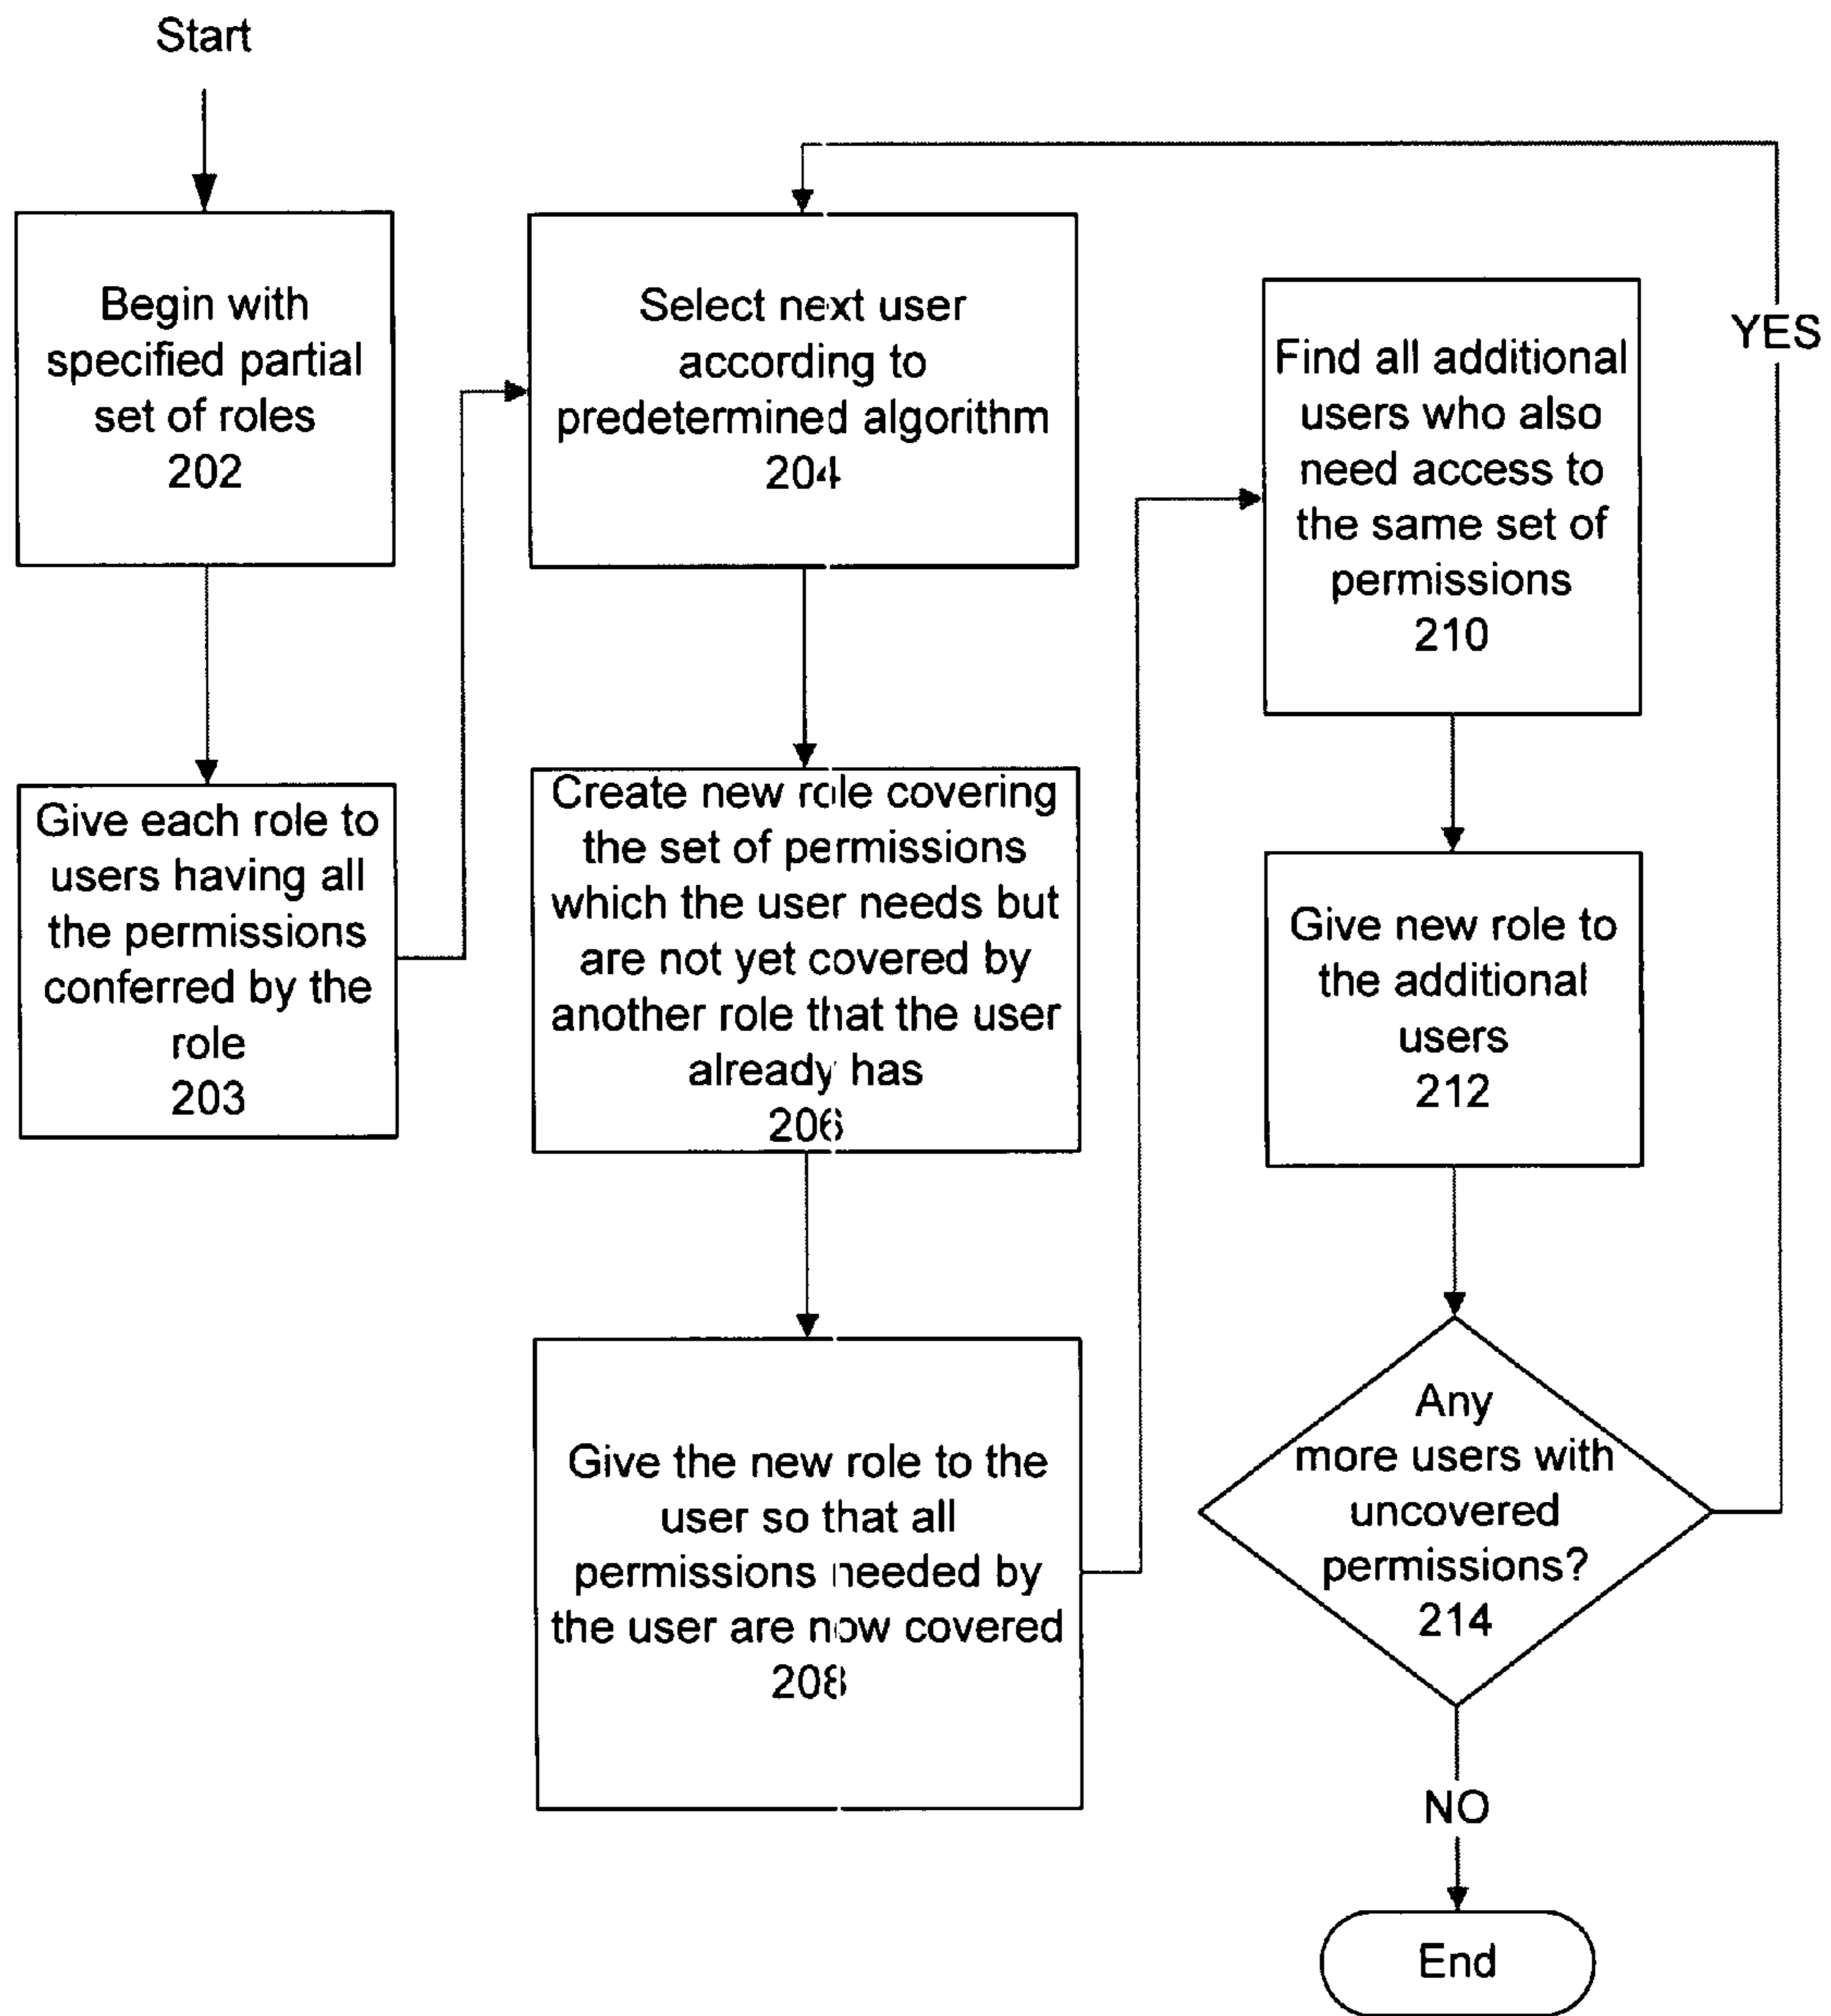 Start
Begin with
specified partial
set of roles
202
Give each role to
users having all
the permissions
conferred by the
role
203
Select next user
according to
predetermined algorithm
204
Create new role covering
the set of permissions
which the user needs but
are not yet covered by
another role that the user
already has
206
Give the new role to the
user so that all
permissions needed by
the user are now covered
208
Find all additional
users who also
need access to
the same set of
permissions
210
Give new role to
the additional
users
212
Any
more users with
uncovered
permissions?
214
YES
NO
End